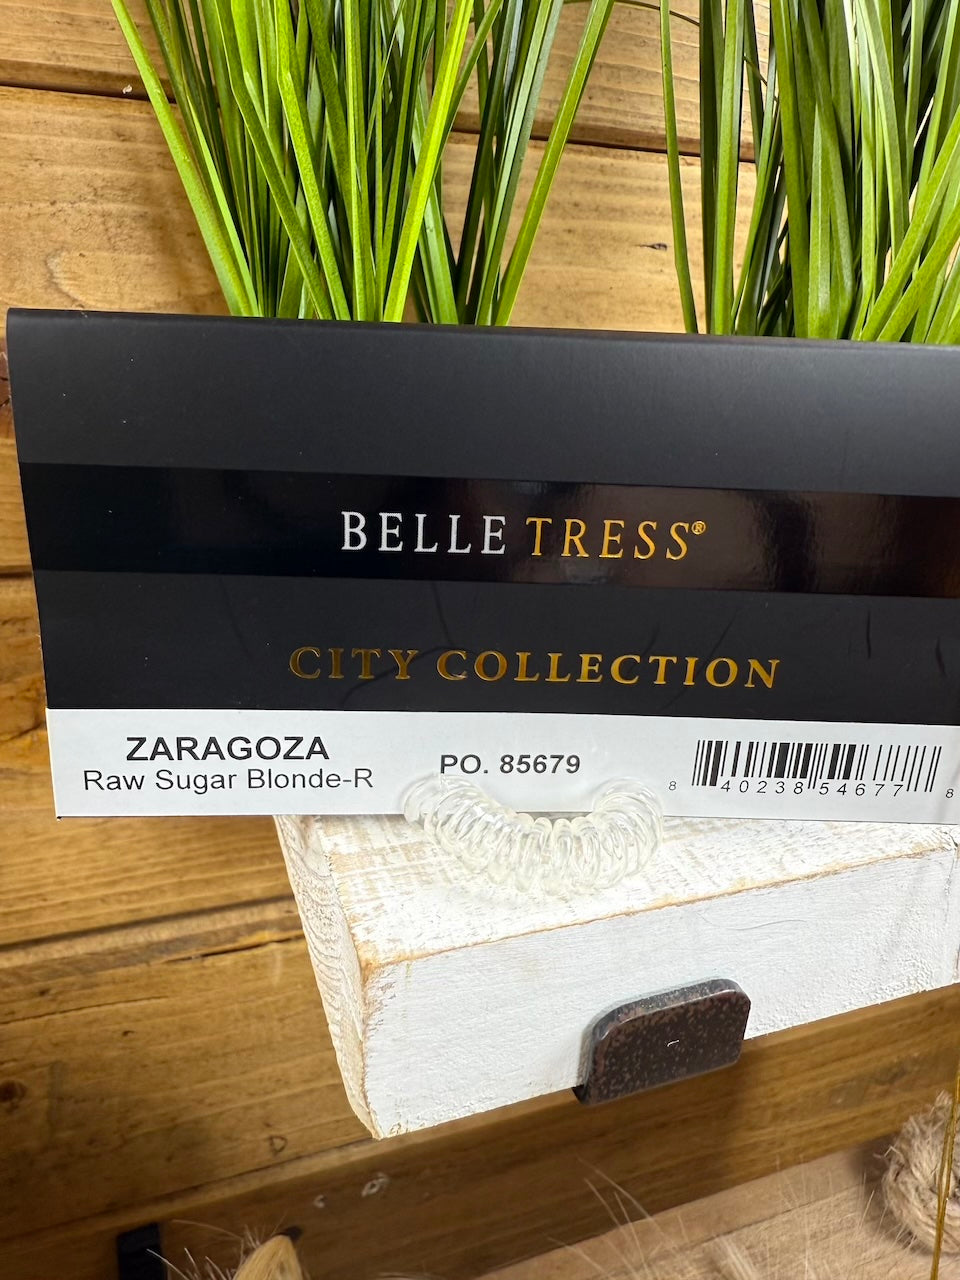 BELLE TRESS®
CITY COLLECTION
ZARAGOZA
Raw Sugar Blonde-R
PO. 85679
8 40238 54677 8